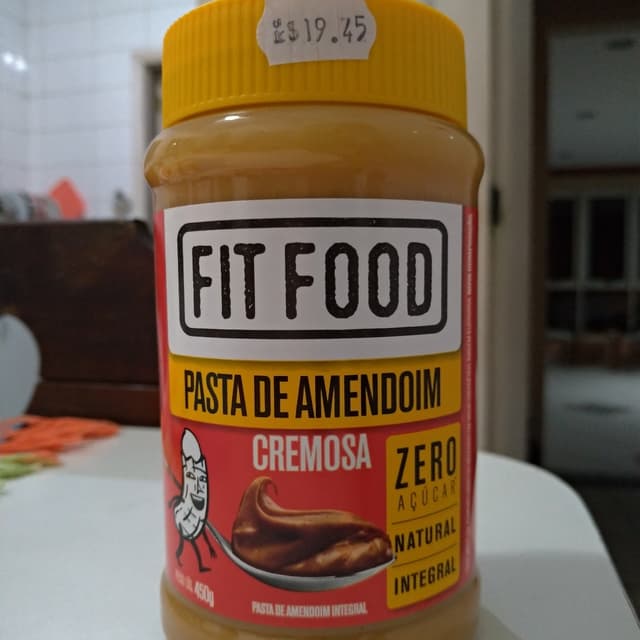 R$19.45
FIT FOOD
PASTA DE AMENDOIM
CREMOSA
ZERO
AÇÚCAR
NATURAL
INTEGRAL
450g
PASTA DE AMENDOIM INTEGRAL